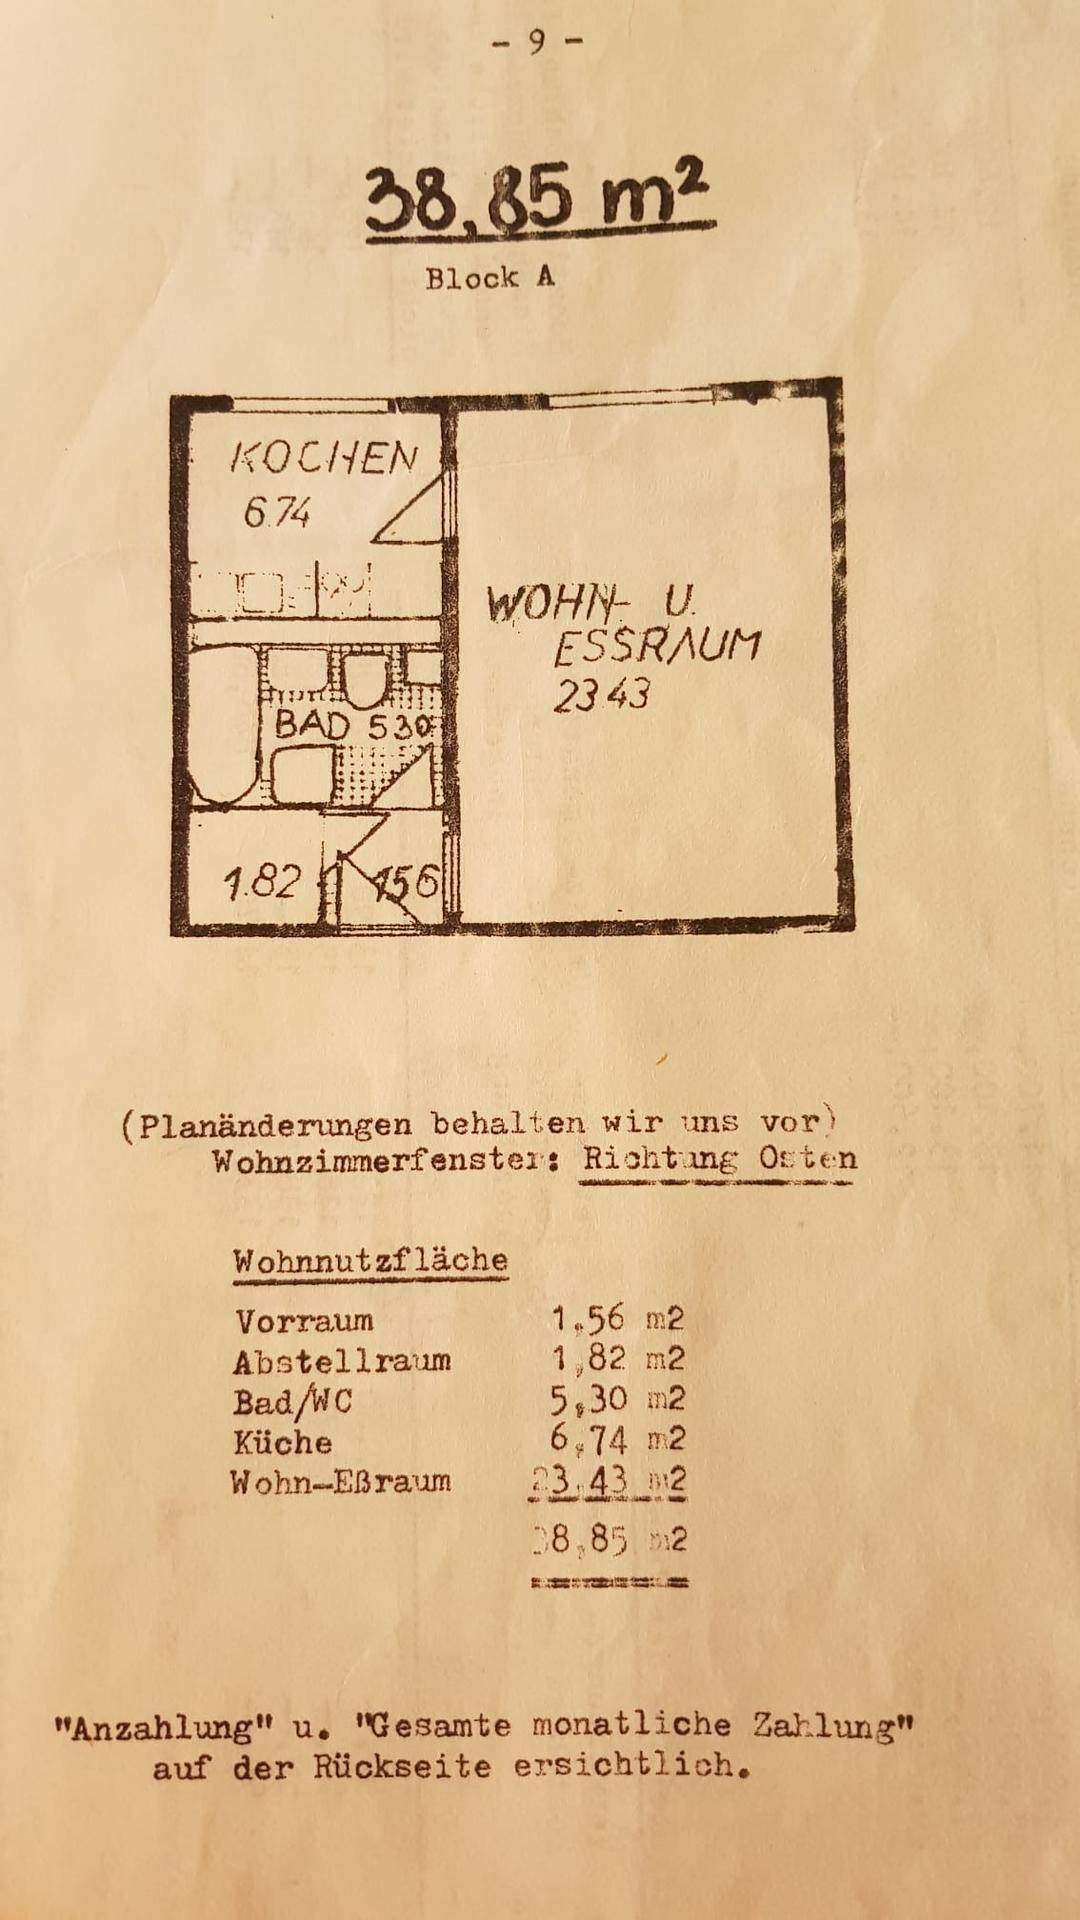 - 9 -
38,85 m²
Block A
KOCHEN
6.74
WOHN- U.
ESSRAUM
23.43
BAD 5.30
1.82
1.56
(Planänderungen behalten wir uns vor)
Wohnzimmerfenster: Richtung Osten
Wohnnutzfläche
Vorraum 1,56 m2
Abstellraum 1,82 m2
Bad/WC 5,30 m2
Küche 6,74 m2
Wohn-Eßraum 23,43 m2
38,85 m2
"Anzahlung" u. "Gesamte monatliche Zahlung"
auf der Rückseite ersichtlich.